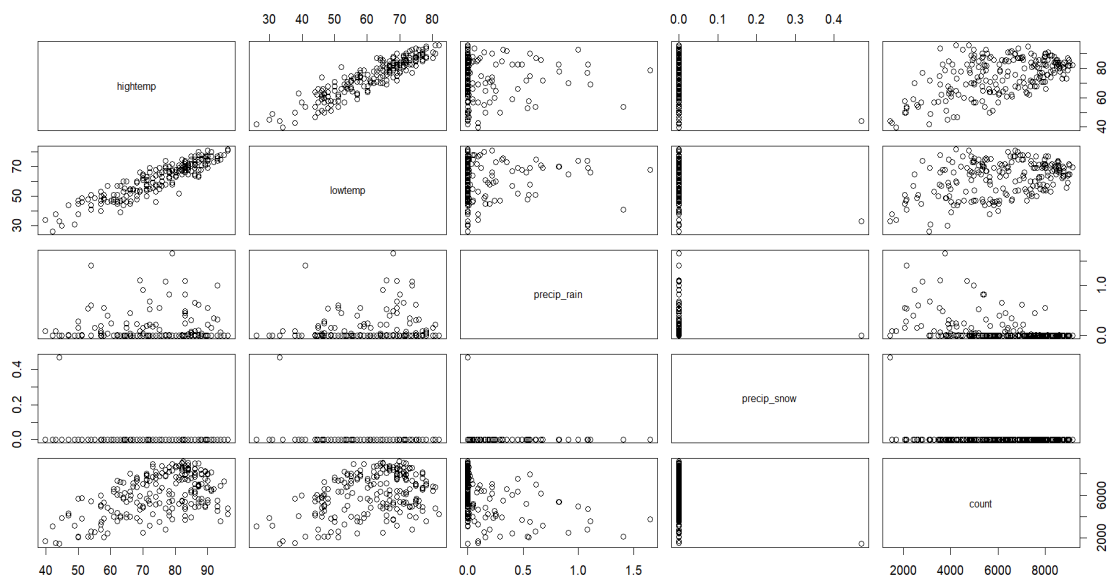 30 40 50 60 70 80
0.0 0.1 0.2 0.3 0.4
hightemp
40 60 80
30 50 70
lowtemp
precip_rain
0.0 1.0
0.0 0.2 0.4
precip_snow
count
2000 6000
40 50 60 70 80 90
0.0 0.5 1.0 1.5
2000 4000 6000 8000